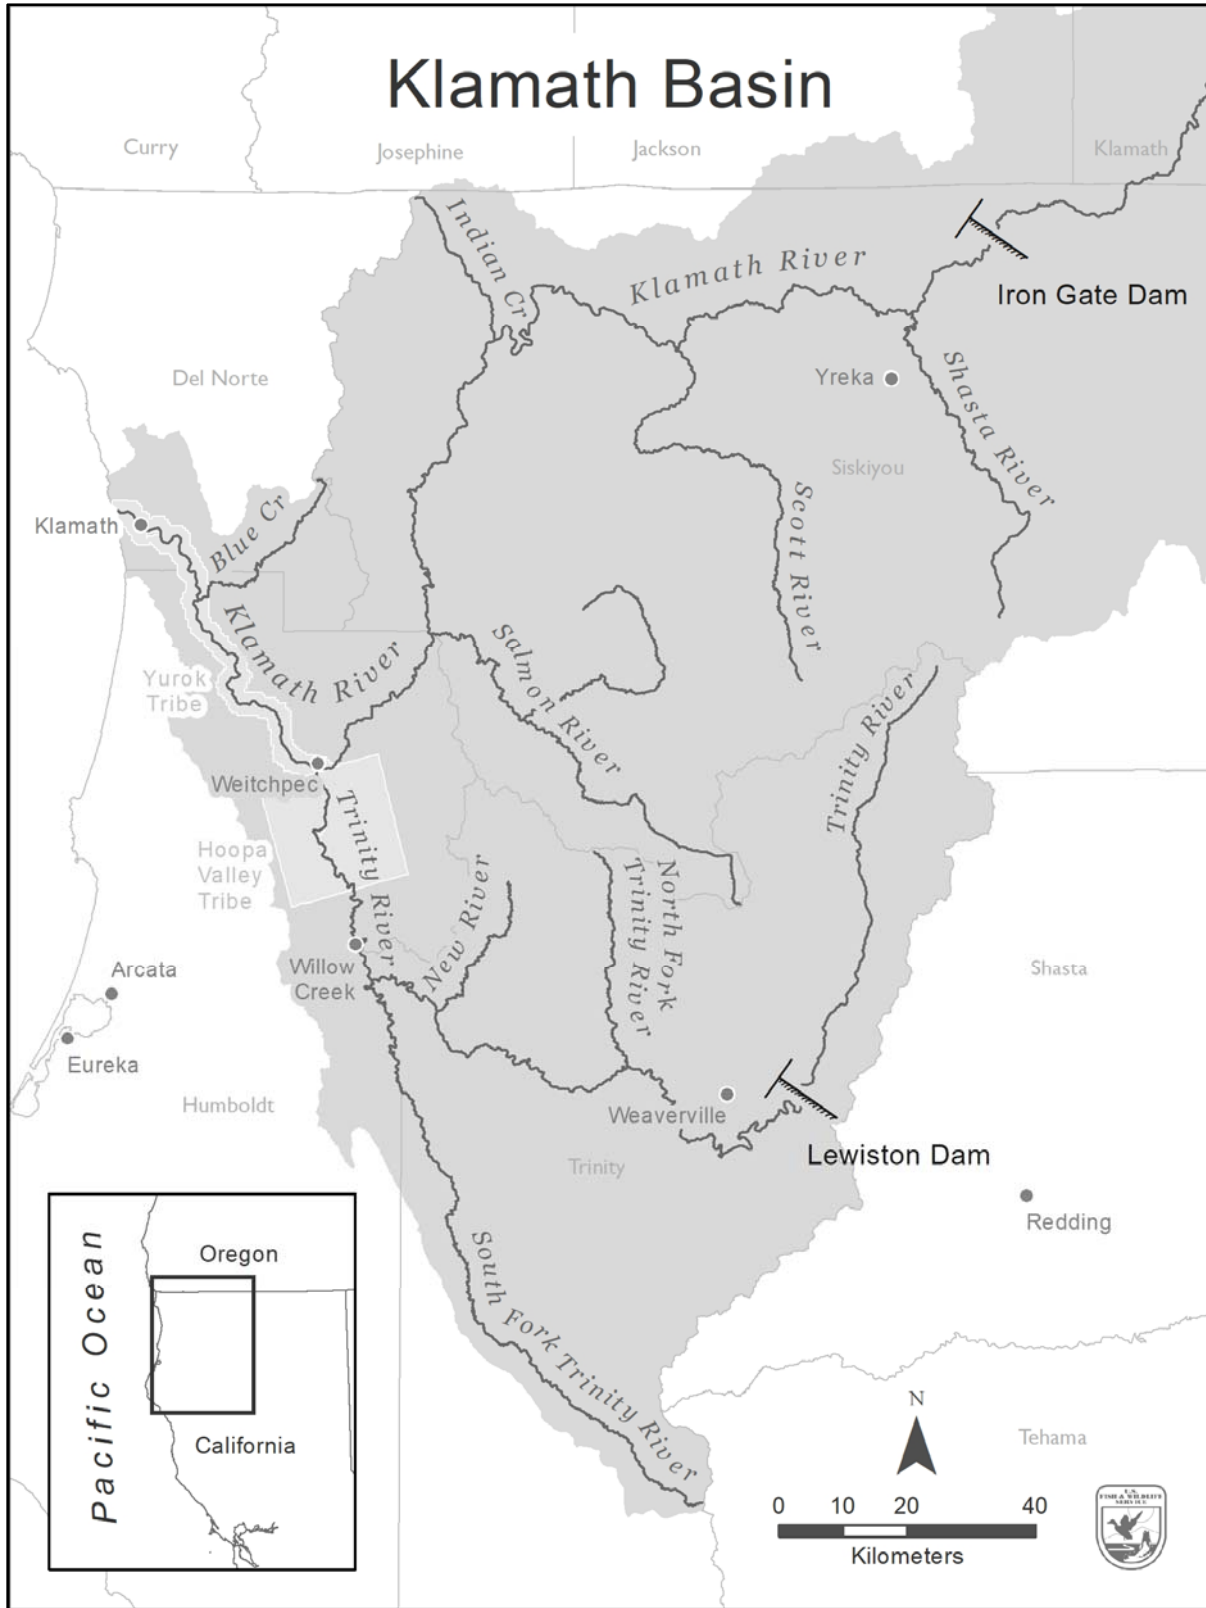 Klamath Basin
Curry
Josephine
Jackson
Klamath
Indian Cr
Klamath River
Iron Gate Dam
Del Norte
Yreka
Shasta River
Siskiyou
Scott River
Klamath
Blue Cr
Klamath River
Salmon River
Yurok
Tribe
Trinity River
Weitchpec
Trinity River
Hoopa
Valley
Tribe
New River
North Fork
Trinity River
Willow
Creek
Arcata
Shasta
Eureka
Humboldt
Weaverville
Trinity
Lewiston Dam
Redding
South Fork Trinity River
Pacific Ocean
Oregon
California
N
Tehama
0 10 20 40
Kilometers
U.S.
FISH & WILDLIFE
SERVICE